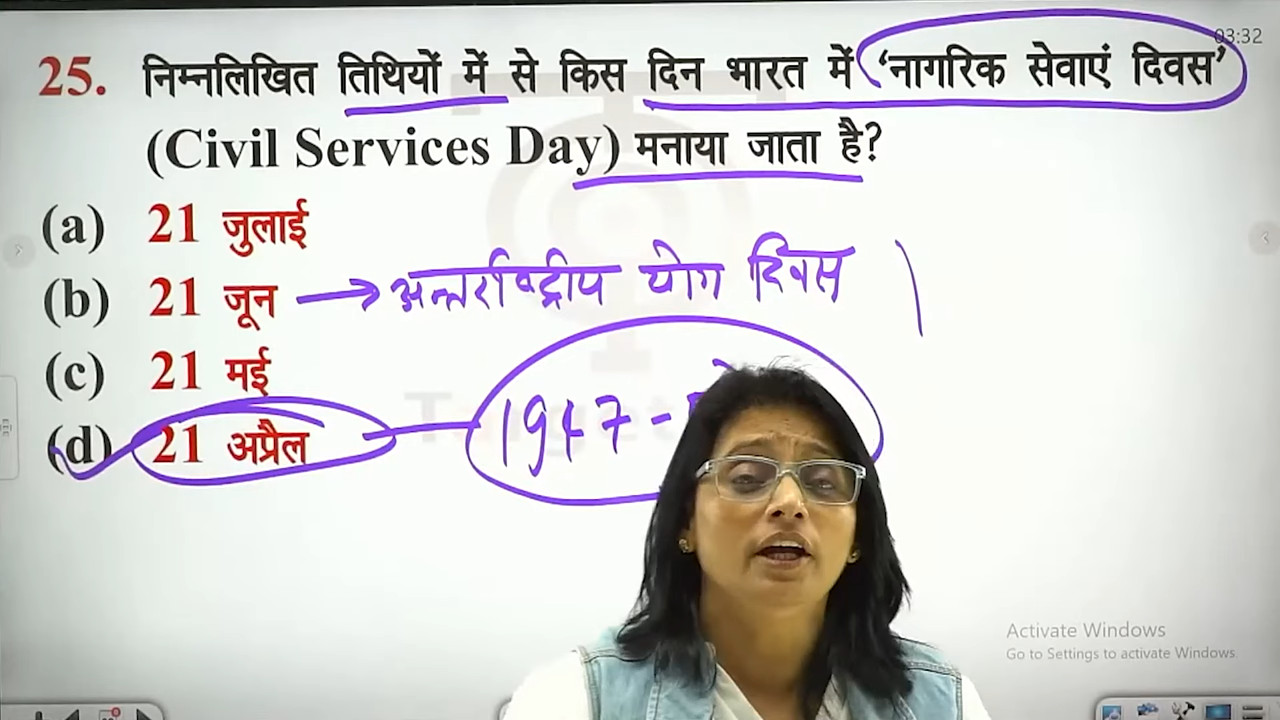 03:32
25. निम्नलिखित तिथियों में से किस दिन भारत में ‘नागरिक सेवाएं दिवस’
(Civil Services Day) मनाया जाता है?
(a) 21 जुलाई
(b) 21 जून → अन्तर्राष्ट्रीय योग दिवस
(c) 21 मई
(d) 21 अप्रैल 1947 -
Target
Activate Windows
Go to Settings to activate Windows.